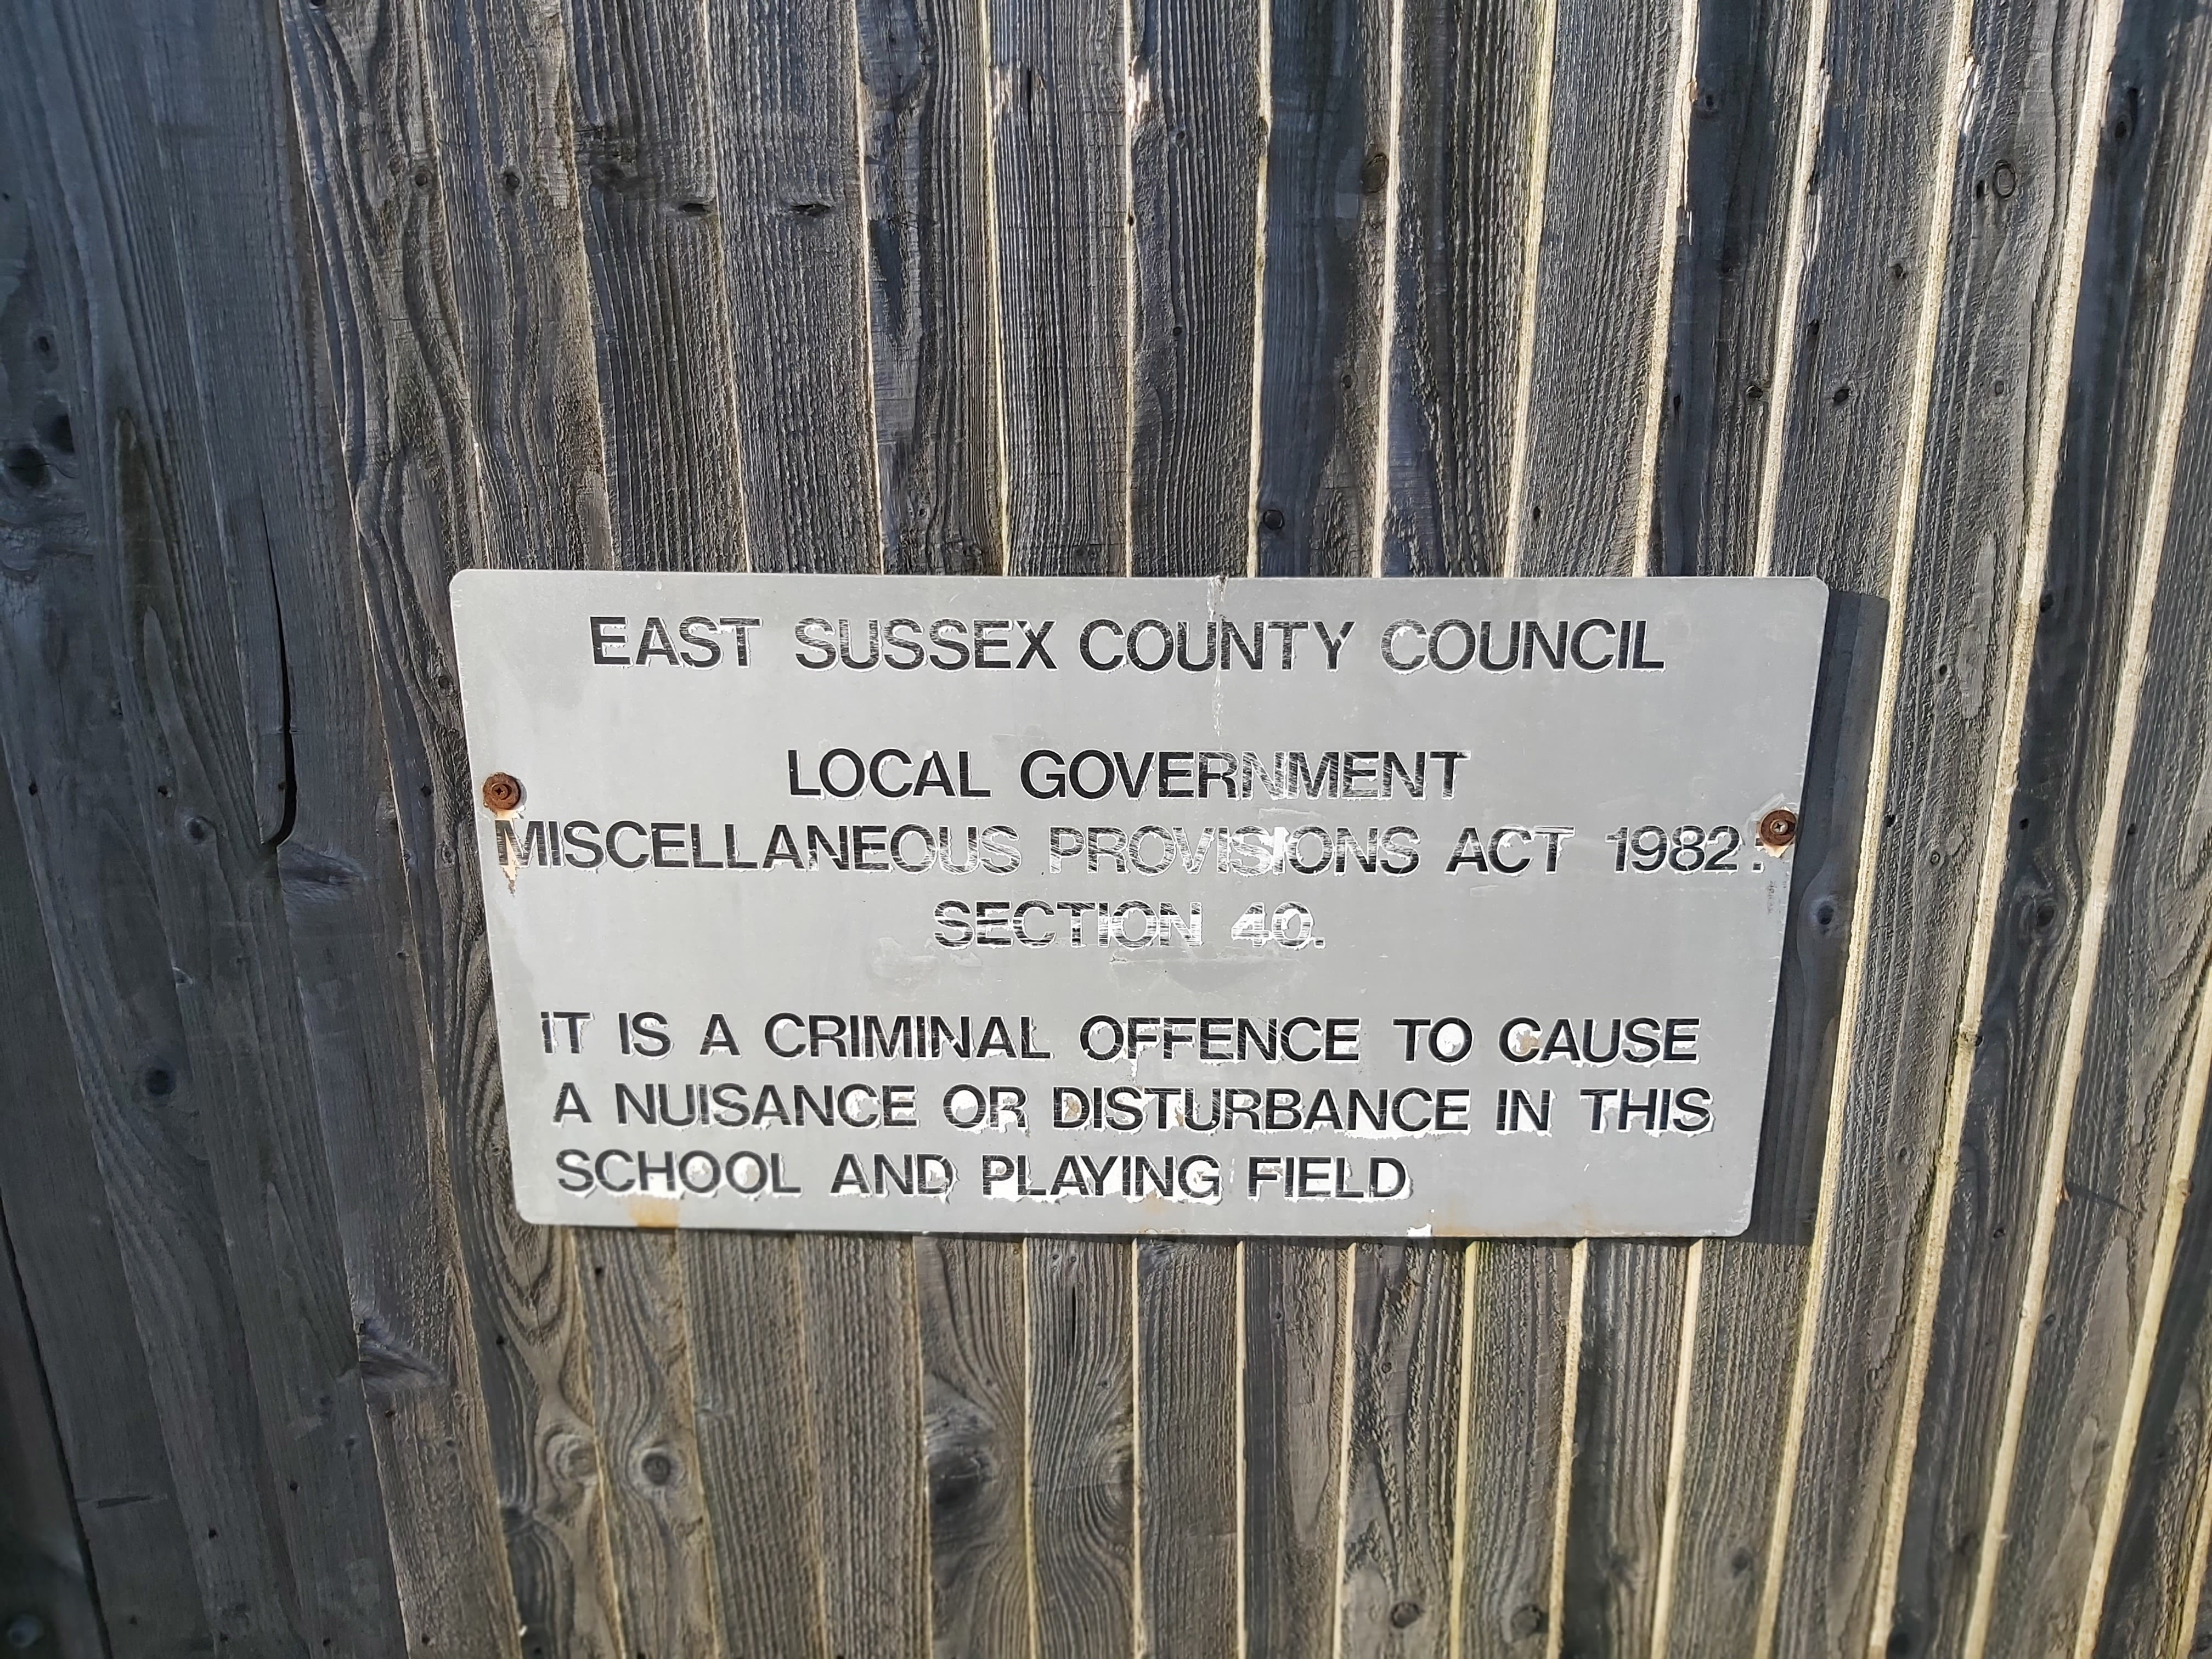 EAST SUSSEX COUNTY COUNCIL
LOCAL GOVERNMENT
MISCELLANEOUS PROVISIONS ACT 1982:
SECTION 40.
IT IS A CRIMINAL OFFENCE TO CAUSE
A NUISANCE OR DISTURBANCE IN THIS
SCHOOL AND PLAYING FIELD